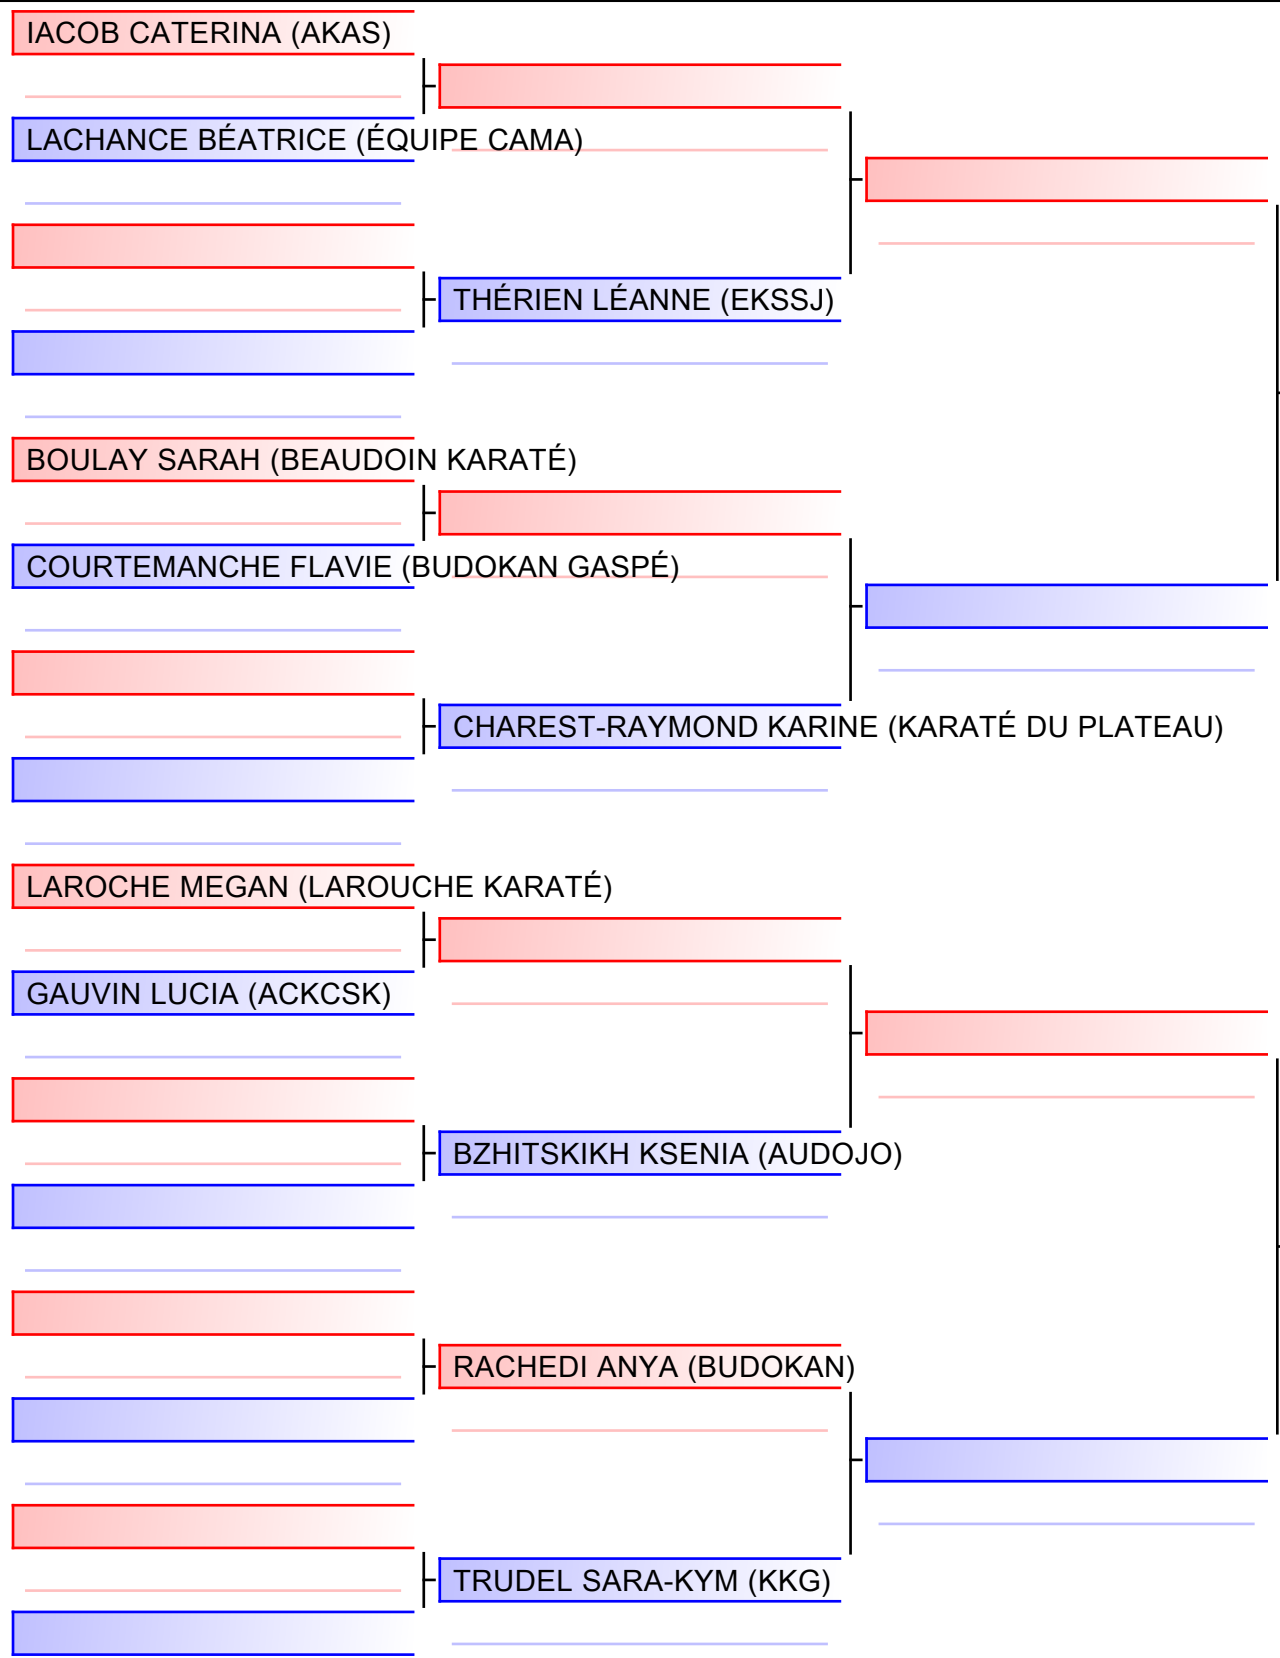 IACOB CATERINA (AKAS)
LACHANCE BÉATRICE (ÉQUIPE CAMA)
THÉRIEN LÉANNE (EKSSJ)
BOULAY SARAH (BEAUDOIN KARATÉ)
COURTEMANCHE FLAVIE (BUDOKAN GASPÉ)
CHAREST-RAYMOND KARINE (KARATÉ DU PLATEAU)
LAROCHE MEGAN (LAROUCHE KARATÉ)
GAUVIN LUCIA (ACKCSK)
BZHITSKIKH KSENIA (AUDOJO)
RACHEDI ANYA (BUDOKAN)
TRUDEL SARA-KYM (KKG)